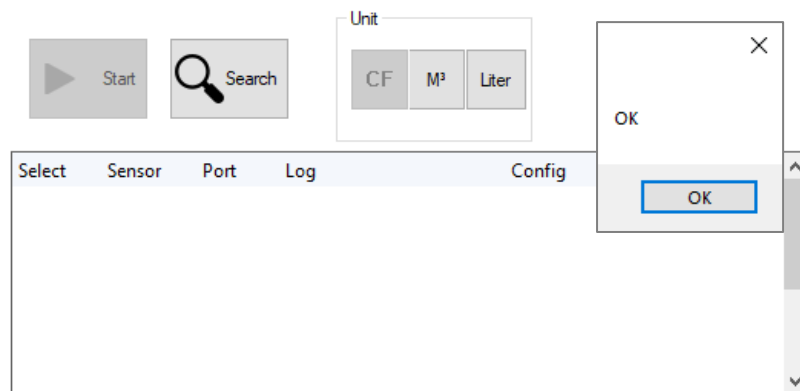 Unit
Start
Search
CF
M³
Liter
OK
OK
Select Sensor Port Log Config